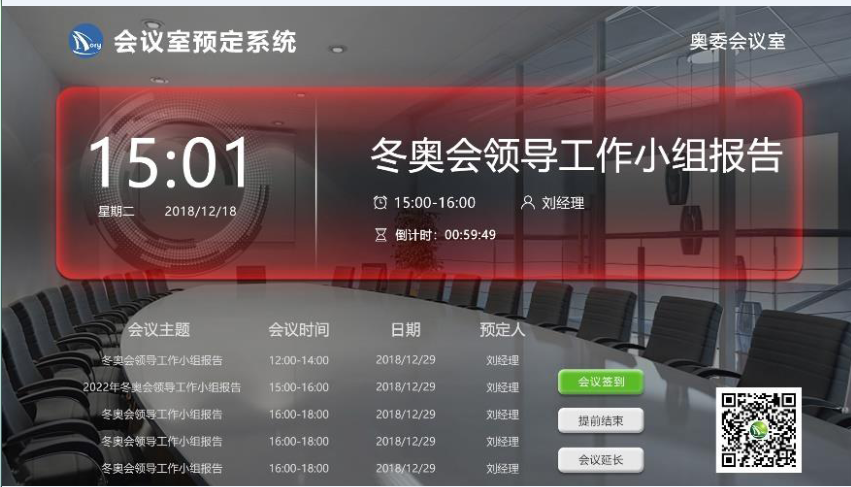 ory 会议室预定系统
奥委会议室
15:01
星期二 2018/12/18
冬奥会领导工作小组报告
15:00-16:00 刘经理
倒计时：00:59:49
会议主题 会议时间 日期 预定人
冬奥会领导工作小组报告 12:00-14:00 2018/12/29 刘经理
2022年冬奥会领导工作小组报告 15:00-16:00 2018/12/29 刘经理
冬奥会领导工作小组报告 16:00-18:00 2018/12/29 刘经理
冬奥会领导工作小组报告 16:00-18:00 2018/12/29 刘经理
冬奥会领导工作小组报告 16:00-18:00 2018/12/29 刘经理
会议签到
提前结束
会议延长